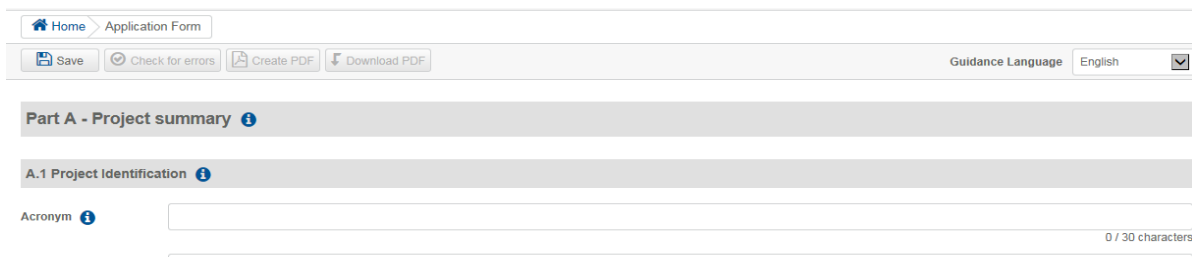 Home Application Form
Save Check for errors Create PDF Download PDF Guidance Language English
Part A - Project summary
A.1 Project Identification
Acronym
0 / 30 characters